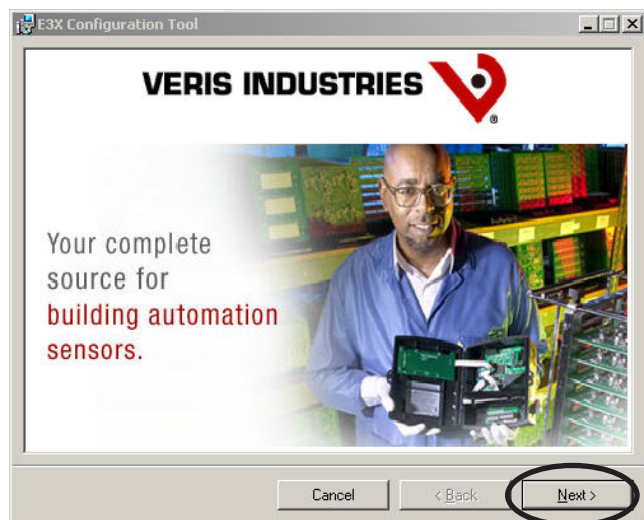 E3X Configuration Tool
VERIS INDUSTRIES
®
Your complete
source for
building automation
sensors.
Cancel
< Back
Next >